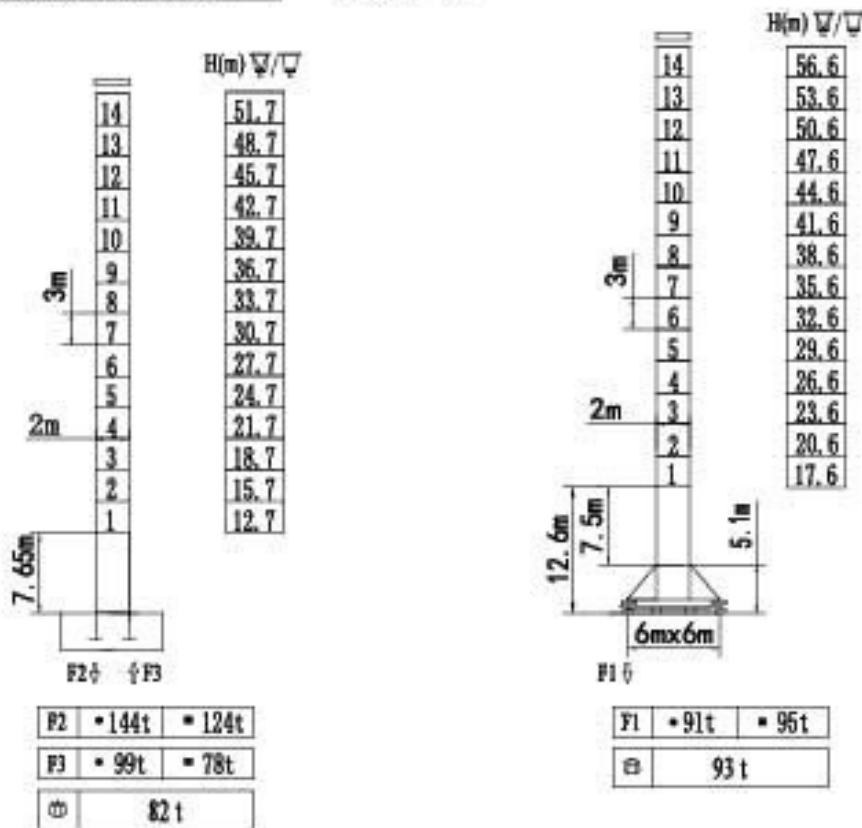 H(m)
14 51.7
13 48.7
12 45.7
11 42.7
10 39.7
9 36.7
8 33.7
7 30.7
6 27.7
5 24.7
4 21.7
3 18.7
2 15.7
1 12.7
3m
2m
7.65m
F2 F3
F2 •144t ▪124t
F3 •99t ▪78t
82t
H(m)
14 56.6
13 53.6
12 50.6
11 47.6
10 44.6
9 41.6
8 38.6
7 35.6
6 32.6
5 29.6
4 26.6
3 23.6
2 20.6
1 17.6
3m
2m
12.6m
7.5m
5.1m
6mx6m
F1
F1 •91t ▪95t
93t